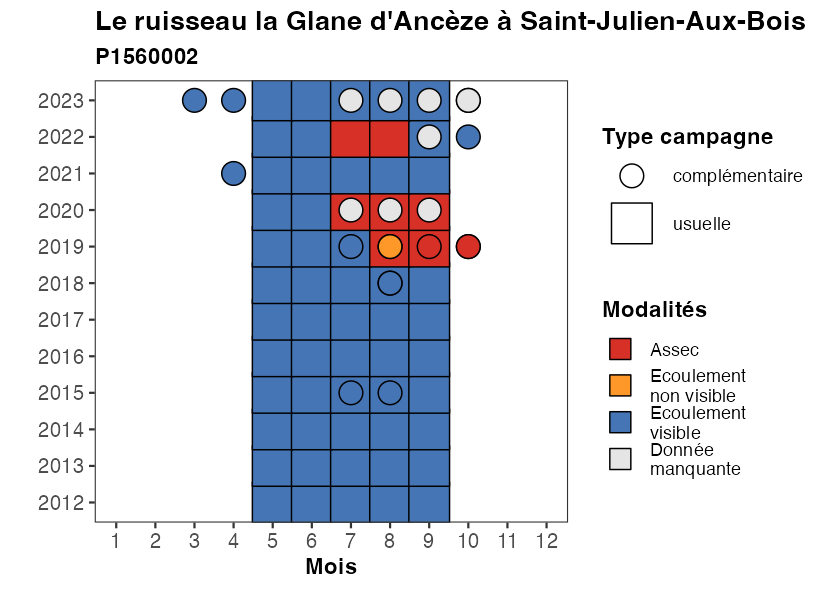 Le ruisseau la Glane d'Ancèze à Saint-Julien-Aux-Bois
P1560002
2023
2022
2021
2020
2019
2018
2017
2016
2015
2014
2013
2012
1 2 3 4 5 6 7 8 9 10 11 12
Mois
Type campagne
complémentaire
usuelle
Modalités
Assec
Ecoulement
non visible
Ecoulement
visible
Donnée
manquante